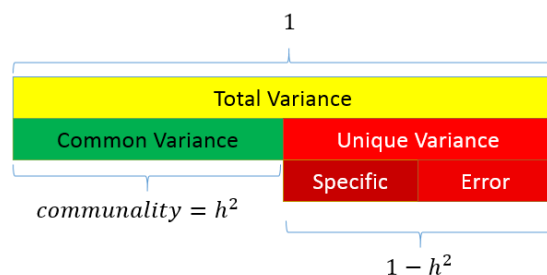 1
Total Variance
Common Variance
Unique Variance
Specific
Error
communality = h²
1 − h²